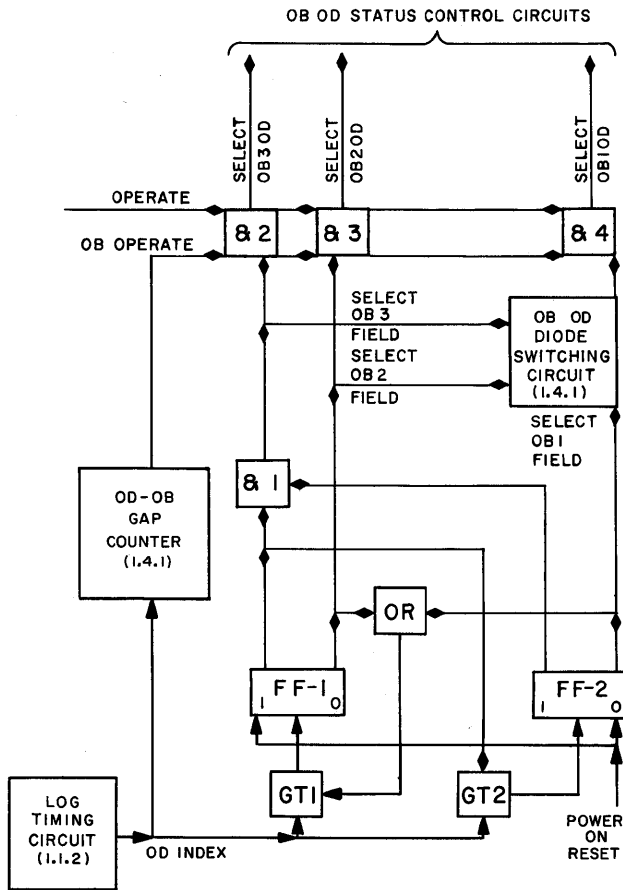 OB OD STATUS CONTROL CIRCUITS
SELECT
OB3OD
SELECT
OB2OD
SELECT
OB1OD
OPERATE
&2
&3
&4
OB OPERATE
SELECT
OB 3
FIELD
SELECT
OB2
FIELD
OB OD
DIODE
SWITCHING
CIRCUIT
(1.4.1)
SELECT
OB1
FIELD
&1
OD-OB
GAP
COUNTER
(1.4.1)
OR
FF-1
1 0
FF-2
1 0
GT1
GT2
LOG
TIMING
CIRCUIT
(1.1.2)
OD INDEX
POWER
ON
RESET